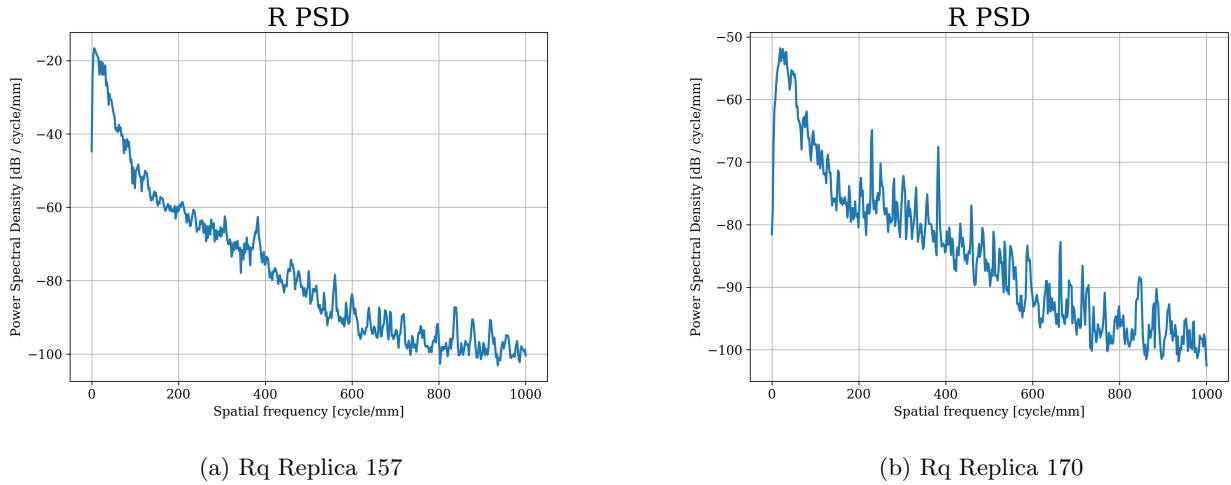 R PSD
Power Spectral Density [dB / cycle/mm]
−20
−40
−60
−80
−100
0 200 400 600 800 1000
Spatial frequency [cycle/mm]
(a) Rq Replica 157
R PSD
Power Spectral Density [dB / cycle/mm]
−50
−60
−70
−80
−90
−100
0 200 400 600 800 1000
Spatial frequency [cycle/mm]
(b) Rq Replica 170